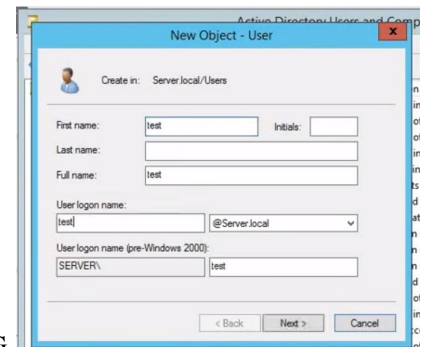 Active Directory Users and Comp
New Object - User
x
Create in: Server.local/Users
First name: test Initials:
Last name:
Full name: test
User logon name:
test @Server.local
User logon name (pre-Windows 2000):
SERVER\ test
< Back Next > Cancel